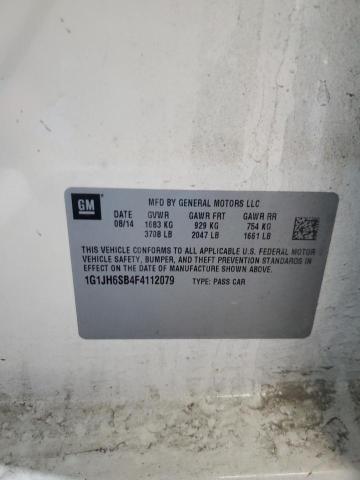 GM
MFD BY GENERAL MOTORS LLC
DATE GVWR GAWR FRT GAWR RR
08/14 1683 KG 929 KG 754 KG
3708 LB 2047 LB 1661 LB
THIS VEHICLE CONFORMS TO ALL APPLICABLE U.S. FEDERAL MOTOR
VEHICLE SAFETY, BUMPER, AND THEFT PREVENTION STANDARDS IN
EFFECT ON THE DATE OF MANUFACTURE SHOWN ABOVE.
1G1JH6SB4F4112079 TYPE: PASS CAR